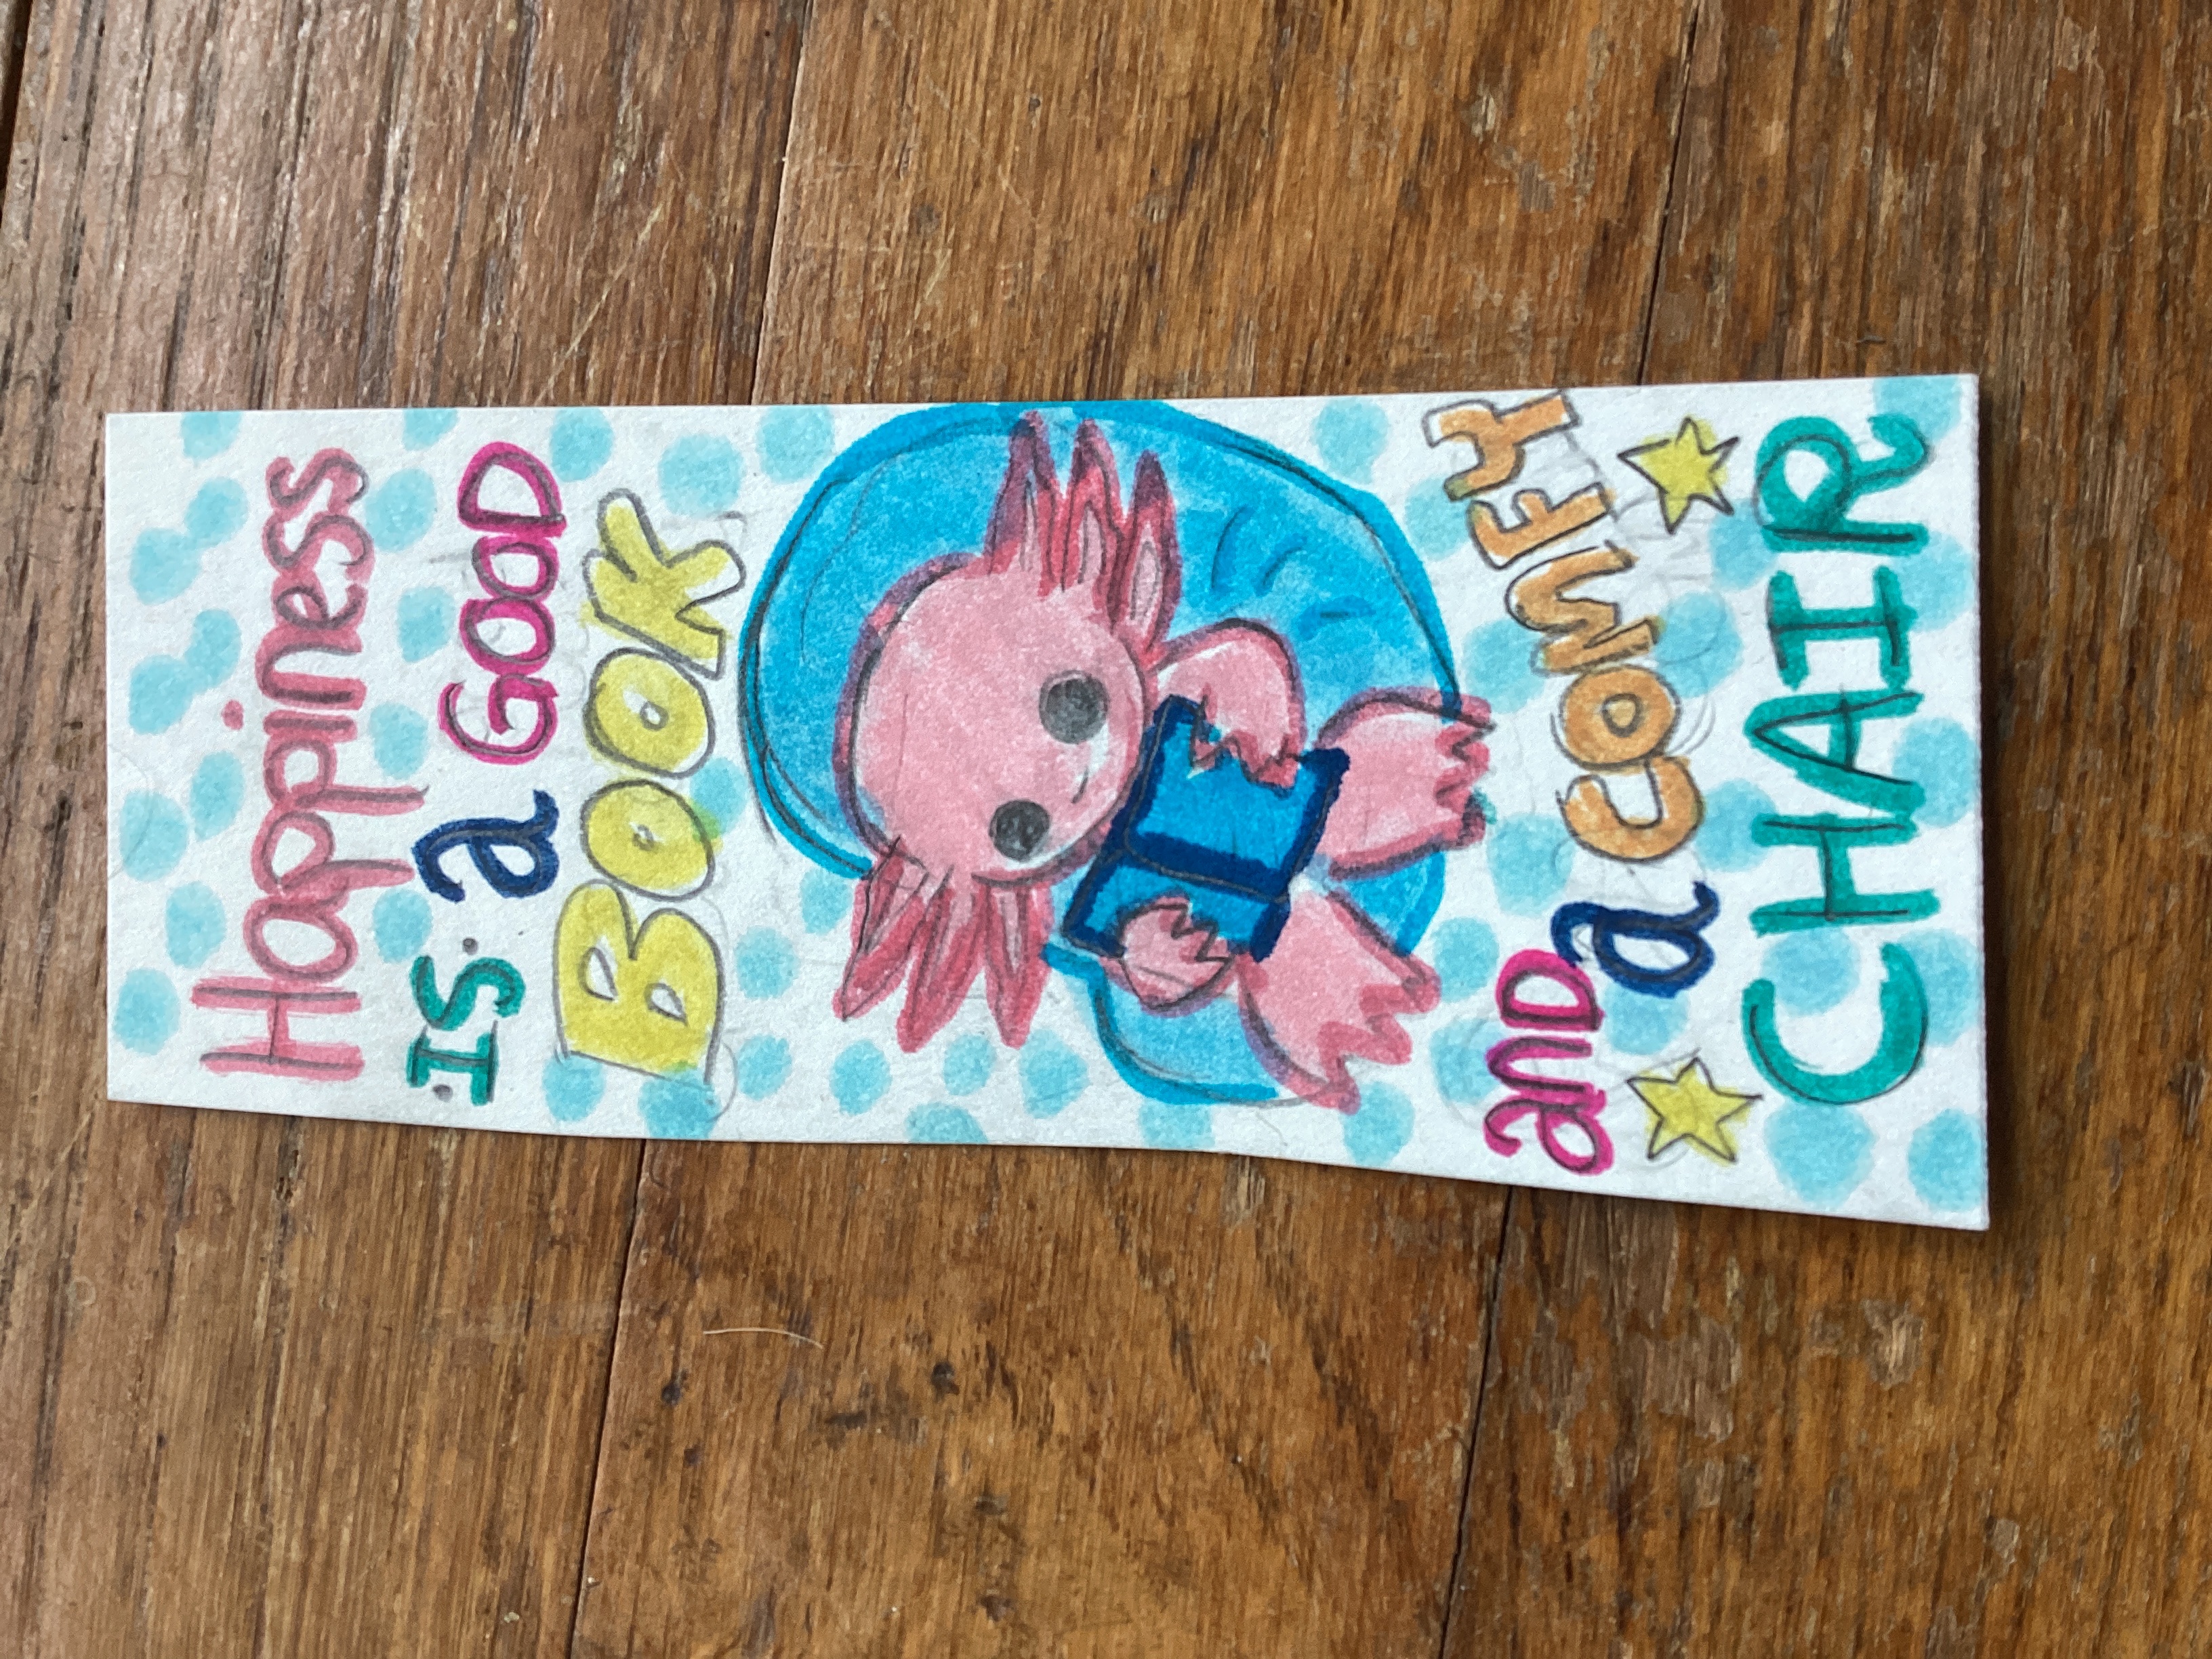 Happiness
IS a GOOD
BOOK
and a COMFY
CHAIR